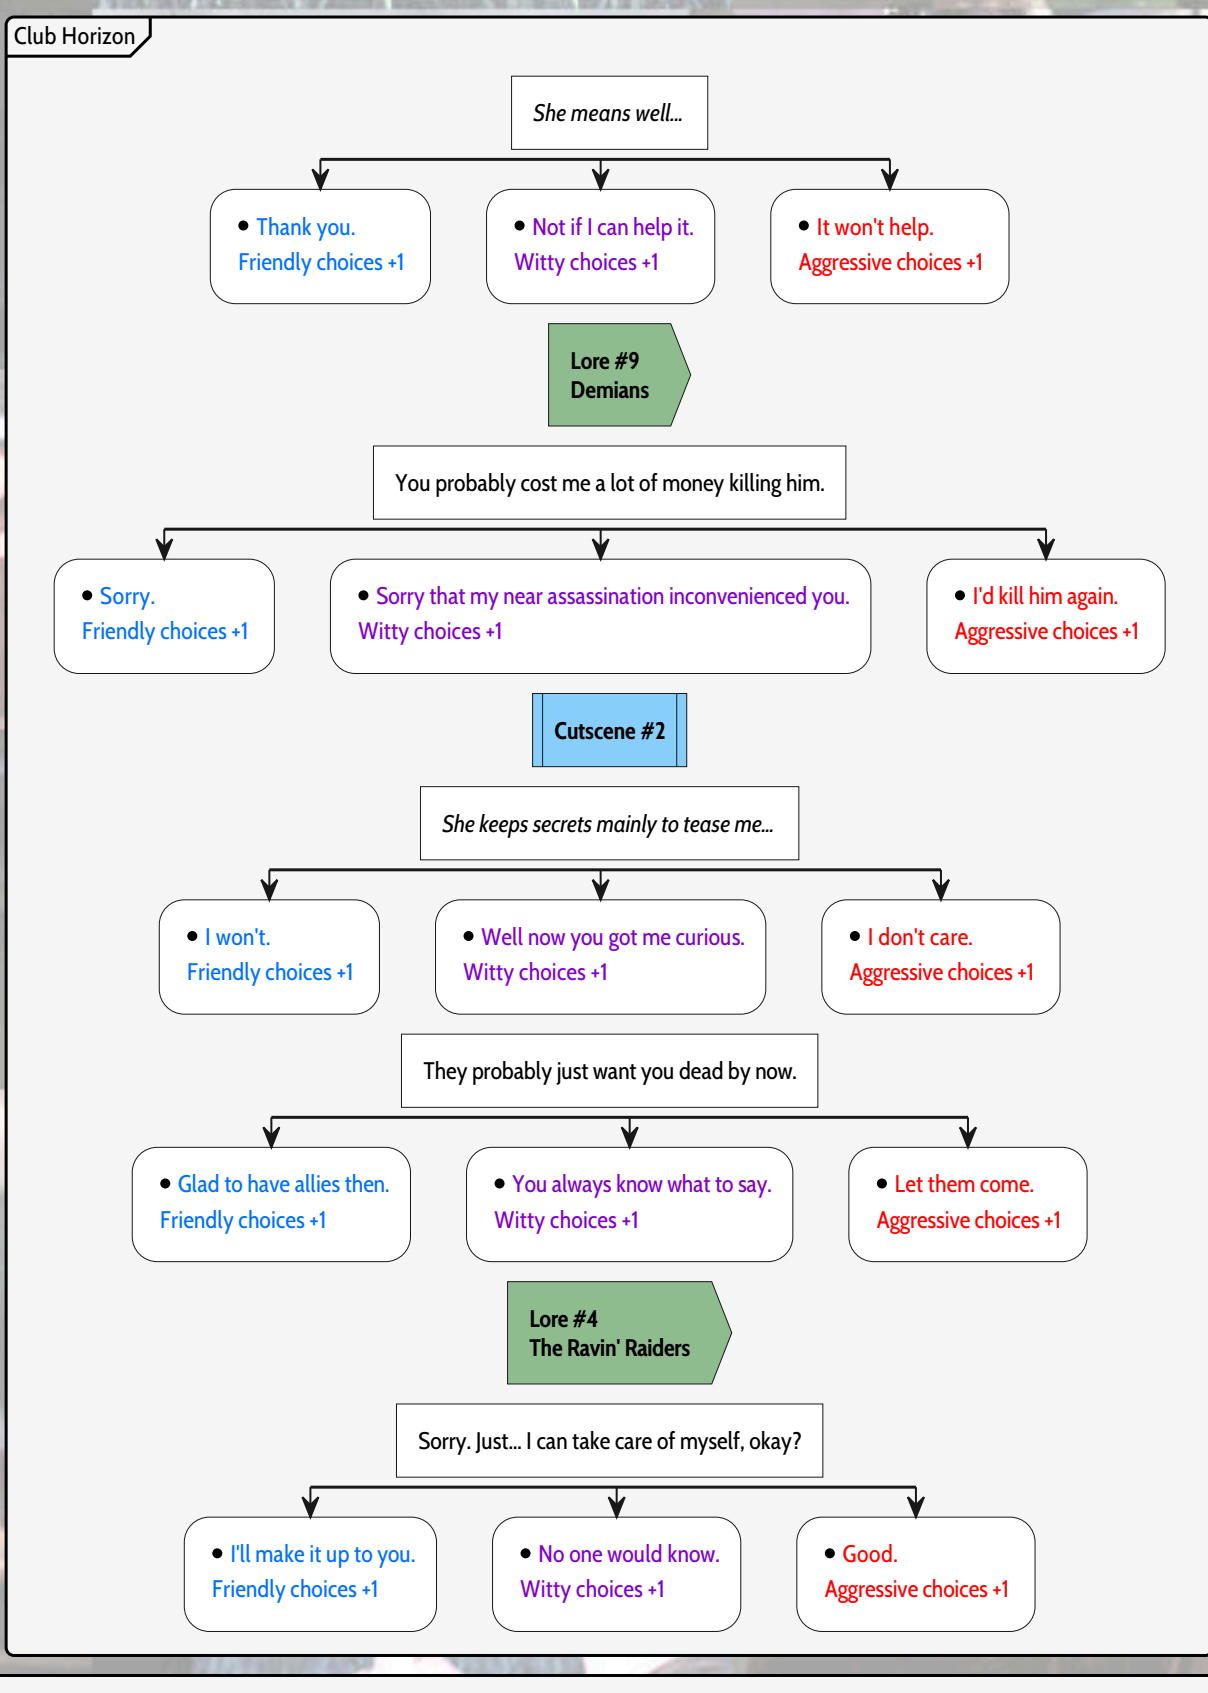 Club Horizon
She means well...
• Thank you.
Friendly choices +1
• Not if I can help it.
Witty choices +1
• It won't help.
Aggressive choices +1
Lore #9
Demians
You probably cost me a lot of money killing him.
• Sorry.
Friendly choices +1
• Sorry that my near assassination inconvenienced you.
Witty choices +1
• I'd kill him again.
Aggressive choices +1
Cutscene #2
She keeps secrets mainly to tease me...
• I won't.
Friendly choices +1
• Well now you got me curious.
Witty choices +1
• I don't care.
Aggressive choices +1
They probably just want you dead by now.
• Glad to have allies then.
Friendly choices +1
• You always know what to say.
Witty choices +1
• Let them come.
Aggressive choices +1
Lore #4
The Ravin' Raiders
Sorry. Just... I can take care of myself, okay?
• I'll make it up to you.
Friendly choices +1
• No one would know.
Witty choices +1
• Good.
Aggressive choices +1